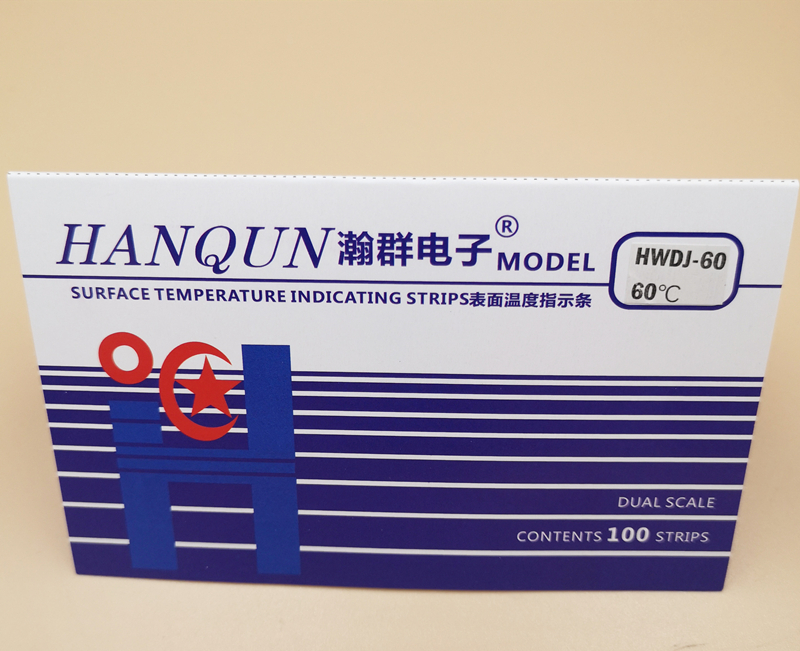 HANQUN瀚群电子® MODEL
HWDJ-60
60℃
SURFACE TEMPERATURE INDICATING STRIPS表面温度指示条
℃
H
DUAL SCALE
CONTENTS 100 STRIPS